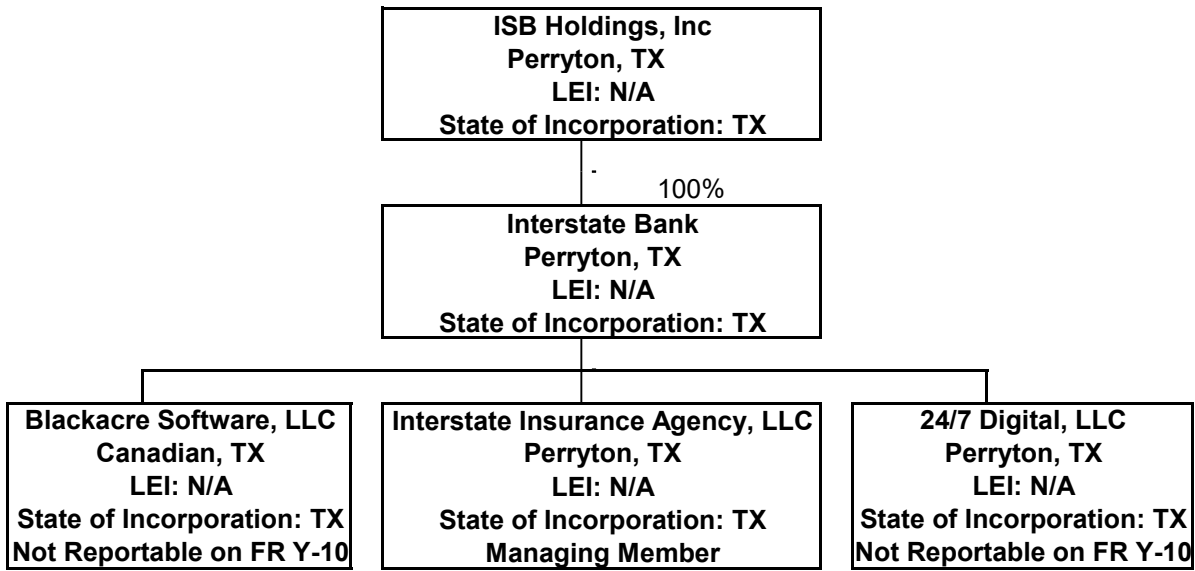 ISB Holdings, Inc
Perryton, TX
LEI: N/A
State of Incorporation: TX
100%
Interstate Bank
Perryton, TX
LEI: N/A
State of Incorporation: TX
Blackacre Software, LLC
Canadian, TX
LEI: N/A
State of Incorporation: TX
Not Reportable on FR Y-10
Interstate Insurance Agency, LLC
Perryton, TX
LEI: N/A
State of Incorporation: TX
Managing Member
24/7 Digital, LLC
Perryton, TX
LEI: N/A
State of Incorporation: TX
Not Reportable on FR Y-10